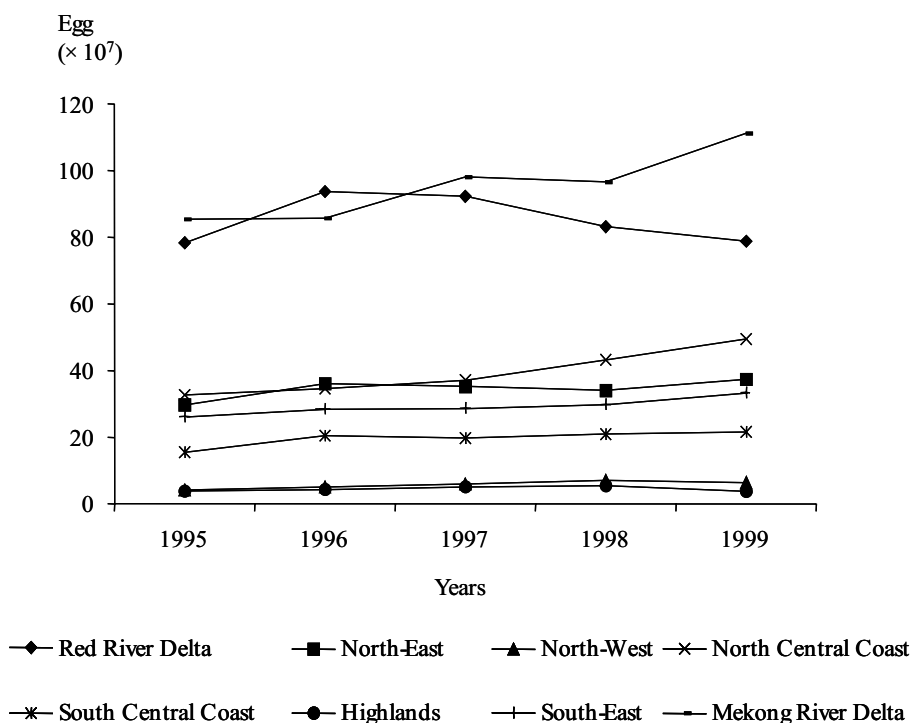 Egg
(× 10⁷)
120
100
80
60
40
20
0
1995 1996 1997 1998 1999
Years
Red River Delta North-East North-West North Central Coast
South Central Coast Highlands South-East Mekong River Delta